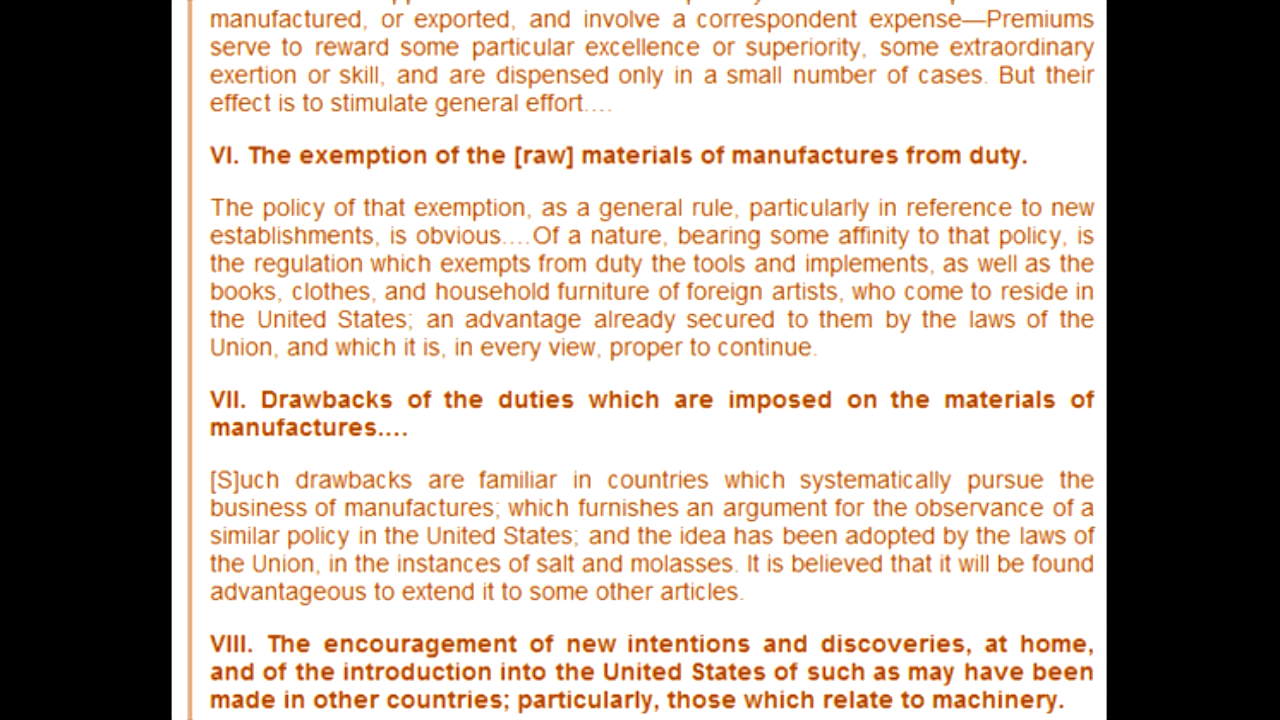 manufactured, or exported, and involve a correspondent expense—Premiums
serve to reward some particular excellence or superiority, some extraordinary
exertion or skill, and are dispensed only in a small number of cases. But their
effect is to stimulate general effort....
VI. The exemption of the [raw] materials of manufactures from duty.
The policy of that exemption, as a general rule, particularly in reference to new
establishments, is obvious....Of a nature, bearing some affinity to that policy, is
the regulation which exempts from duty the tools and implements, as well as the
books, clothes, and household furniture of foreign artists, who come to reside in
the United States; an advantage already secured to them by the laws of the
Union, and which it is, in every view, proper to continue.
VII. Drawbacks of the duties which are imposed on the materials of
manufactures....
[S]uch drawbacks are familiar in countries which systematically pursue the
business of manufactures; which furnishes an argument for the observance of a
similar policy in the United States; and the idea has been adopted by the laws of
the Union, in the instances of salt and molasses. It is believed that it will be found
advantageous to extend it to some other articles.
VIII. The encouragement of new intentions and discoveries, at home,
and of the introduction into the United States of such as may have been
made in other countries; particularly, those which relate to machinery.